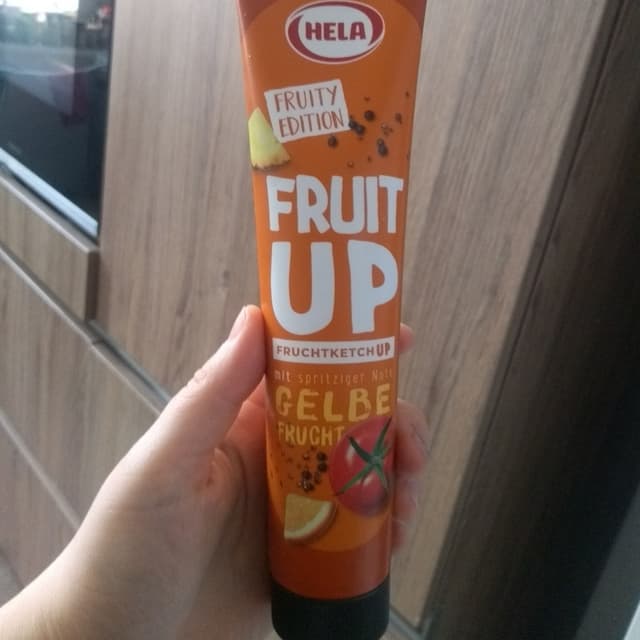 HELA
FRUITY
EDITION
FRUIT
UP
FRUCHTKETCHUP
mit spritziger Note
GELBE
FRUCHT